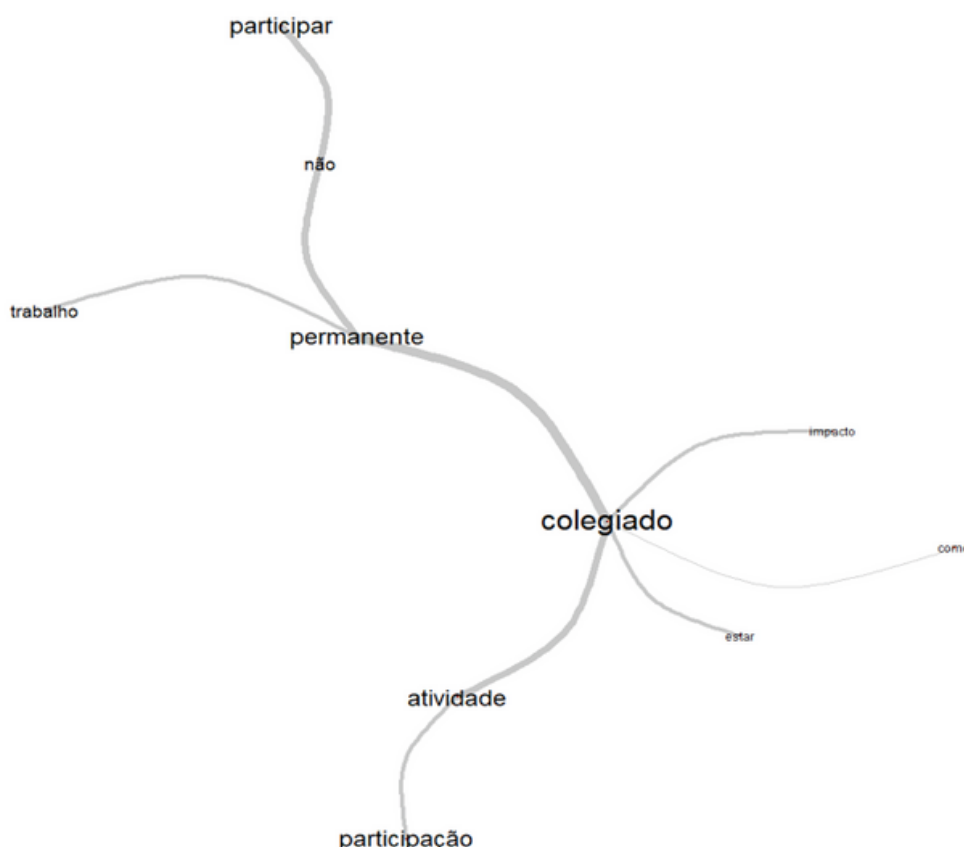 participar
não
trabalho
permanente
impacto
colegiado
estar
atividade
participação